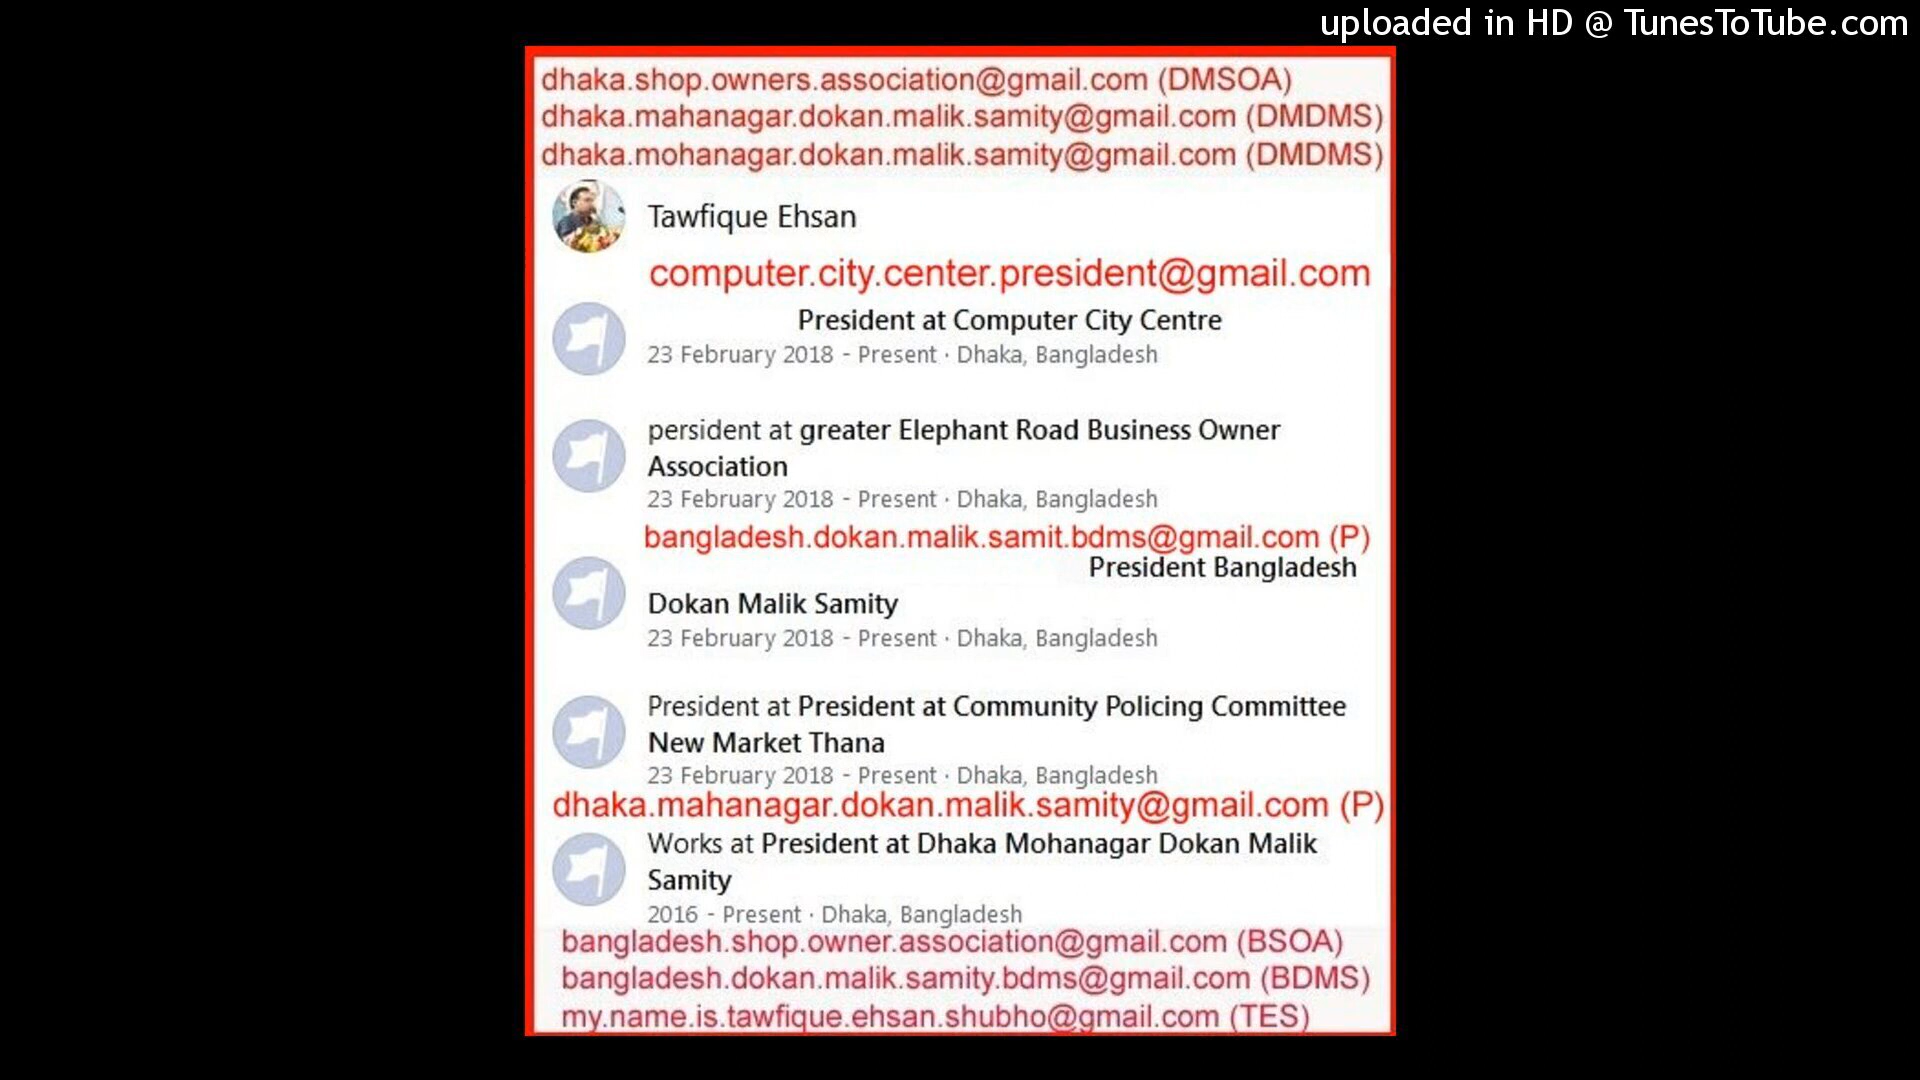 uploaded in HD @ TunesToTube.com
dhaka.shop.owners.association@gmail.com (DMSOA)
dhaka.mahanagar.dokan.malik.samity@gmail.com (DMDMS)
dhaka.mohanagar.dokan.malik.samity@gmail.com (DMDMS)
Tawfique Ehsan
computer.city.center.president@gmail.com
President at Computer City Centre
23 February 2018 - Present · Dhaka, Bangladesh
persident at greater Elephant Road Business Owner
Association
23 February 2018 - Present · Dhaka, Bangladesh
bangladesh.dokan.malik.samit.bdms@gmail.com (P)
President Bangladesh
Dokan Malik Samity
23 February 2018 - Present · Dhaka, Bangladesh
President at President at Community Policing Committee
New Market Thana
23 February 2018 - Present · Dhaka, Bangladesh
dhaka.mahanagar.dokan.malik.samity@gmail.com (P)
Works at President at Dhaka Mohanagar Dokan Malik
Samity
2016 - Present · Dhaka, Bangladesh
bangladesh.shop.owner.association@gmail.com (BSOA)
bangladesh.dokan.malik.samity.bdms@gmail.com (BDMS)
my.name.is.tawfique.ehsan.shubho@gmail.com (TES)